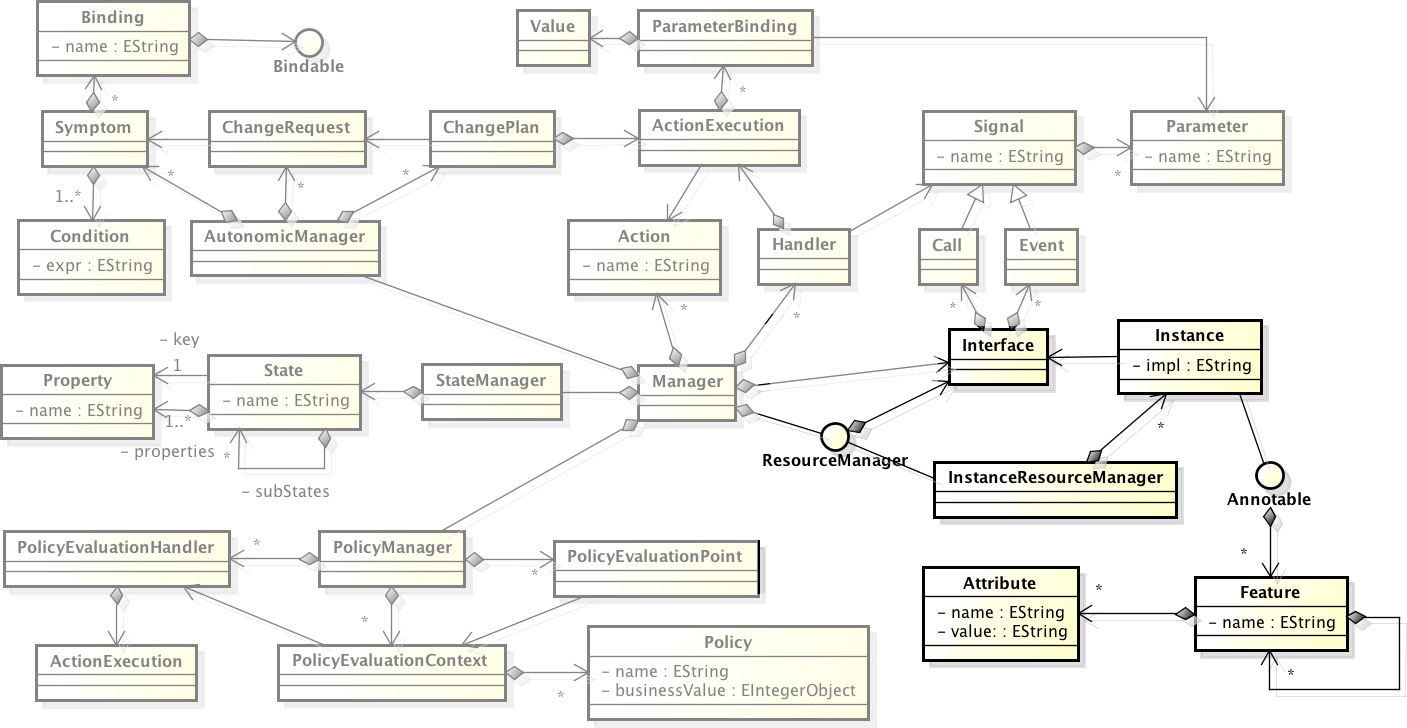 Binding
- name : EString
Bindable
Value
ParameterBinding
*
*
Symptom
ChangeRequest
ChangePlan
ActionExecution
Signal
- name : EString
Parameter
- name : EString
*
1..*
*
*
*
Condition
- expr : EString
AutonomicManager
Action
- name : EString
Handler
Call
Event
*
*
*
*
- key
1
Property
- name : EString
1..*
- properties
State
- name : EString
*
- subStates
StateManager
Manager
Interface
Instance
- impl : EString
*
ResourceManager
InstanceResourceManager
Annotable
*
PolicyEvaluationHandler
*
PolicyManager
*
PolicyEvaluationPoint
*
Attribute
- name : EString
- value: : EString
*
Feature
- name : EString
*
ActionExecution
PolicyEvaluationContext
*
Policy
- name : EString
- businessValue : EIntegerObject